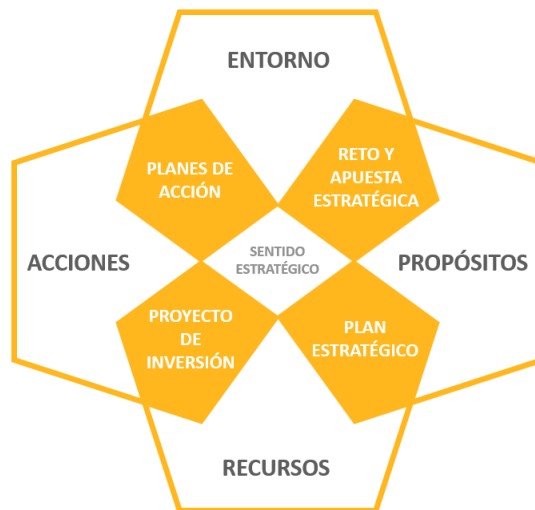 ENTORNO
PLANES DE
ACCIÓN
RETO Y
APUESTA
ESTRATÉGICA
ACCIONES
SENTIDO
ESTRATÉGICO
PROPÓSITOS
PROYECTO
DE
INVERSIÓN
PLAN
ESTRATÉGICO
RECURSOS